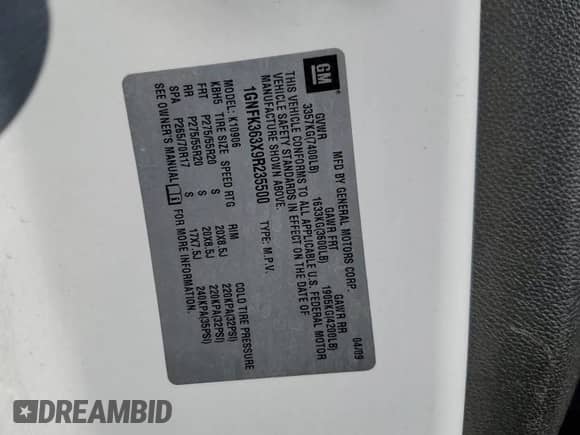 GM
MFD BY GENERAL MOTORS CORP.
04/09
GVWR GAWR FRT GAWR RR
3357KG(7400LB) 1633KG(3600LB) 1905KG(4200LB)
THIS VEHICLE CONFORMS TO ALL APPLICABLE U.S. FEDERAL MOTOR
VEHICLE SAFETY STANDARDS IN EFFECT ON THE DATE OF
MANUFACTURE SHOWN ABOVE.
1GNFK363X9R235500 TYPE: M.P.V.
MODEL: K10906
KBH5 TIRE SIZE SPEED RTG RIM COLD TIRE PRESSURE
FRT P275/55R20 S 20X8.5J 220KPA(32PSI)
RR P275/55R20 S 20X8.5J 220KPA(32PSI)
SPA P265/70R17 S 17X7.5J 240KPA(35PSI)
SEE OWNER'S MANUAL FOR MORE INFORMATION.
DREAMBID